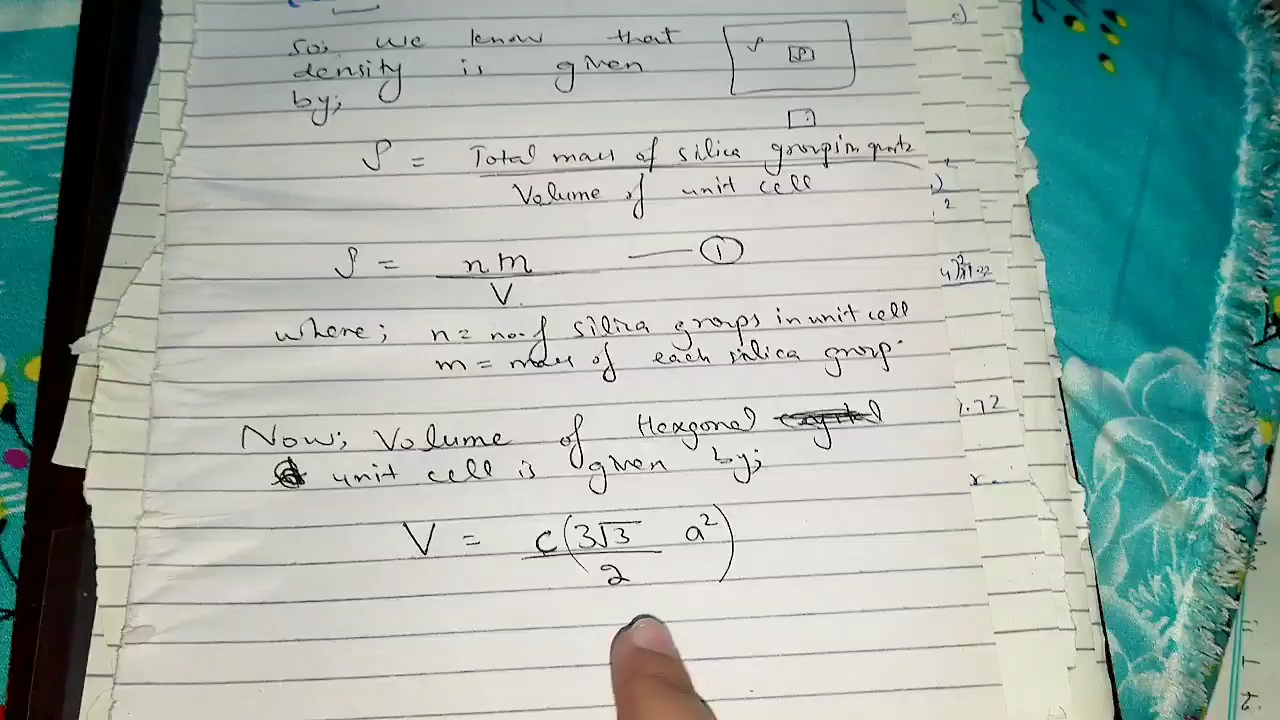 so; we know that
density is given
by;
ρ = Total mass of silica group in quartz
Volume of unit cell
ρ = nm —— ①
V.
where; n = no. of silica groups in unit cell
m = mass of each silica group.
Now; Volume of Hexgonal
unit cell is given by;
V = c(3√3 a²)
2